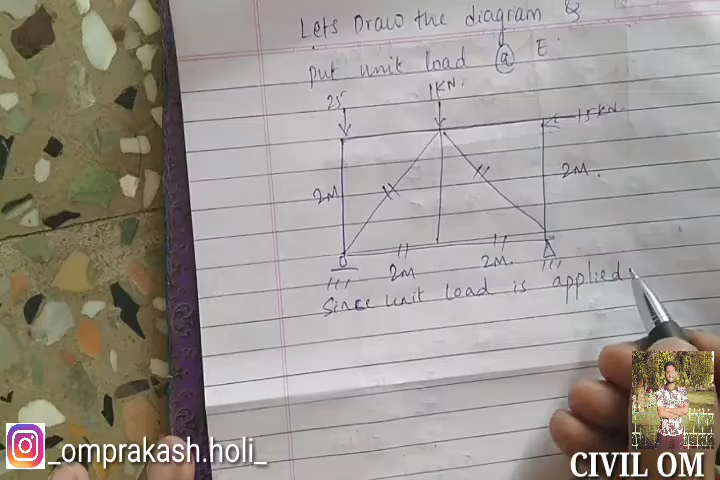 Lets Draw the diagram &
put unit load @ E.
25
1KN.
15KN.
2M
2M.
2M
2M.
Since unit load is applied
_omprakash.holi_
CIVIL OM